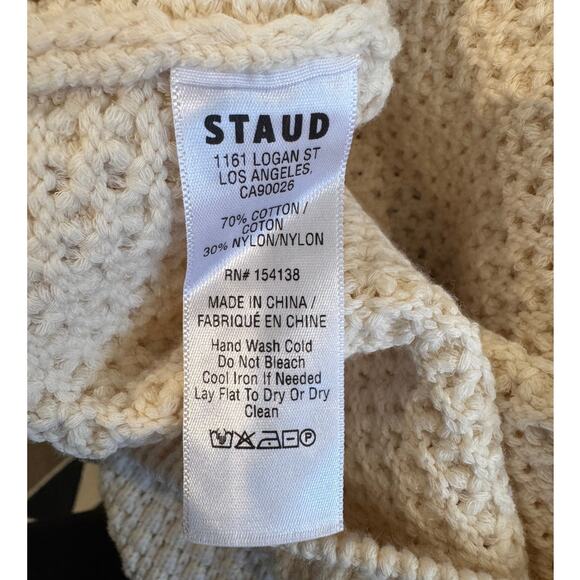 STAUD
1161 LOGAN ST
LOS ANGELES,
CA90026
70% COTTON /
COTON
30% NYLON/NYLON
RN# 154138
MADE IN CHINA /
FABRIQUÉ EN CHINE
Hand Wash Cold
Do Not Bleach
Cool Iron If Needed
Lay Flat To Dry Or Dry
Clean
P